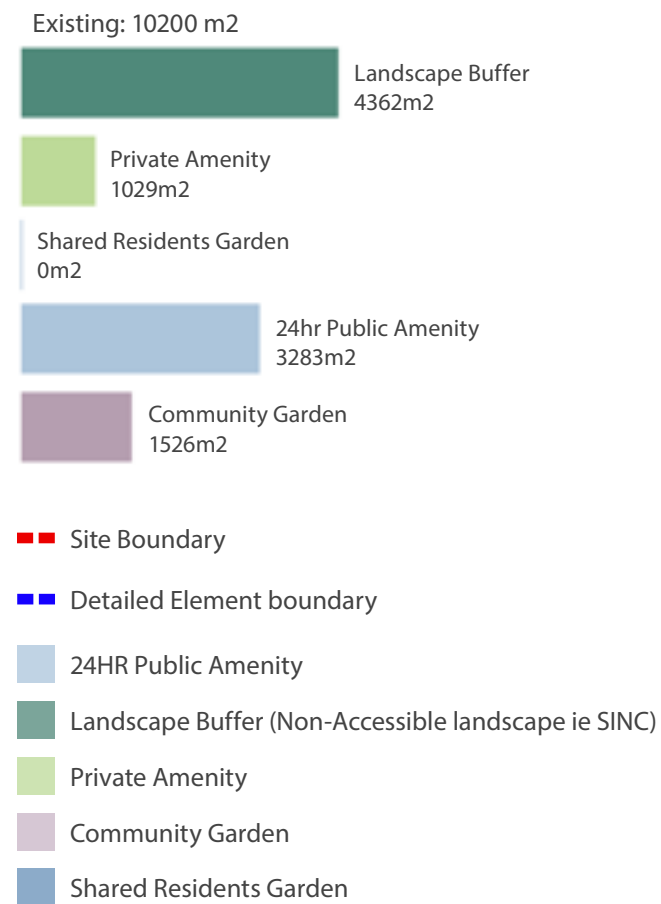 Existing: 10200 m2
Landscape Buffer
4362m2
Private Amenity
1029m2
Shared Residents Garden
0m2
24hr Public Amenity
3283m2
Community Garden
1526m2
Site Boundary
Detailed Element boundary
24HR Public Amenity
Landscape Buffer (Non-Accessible landscape ie SINC)
Private Amenity
Community Garden
Shared Residents Garden